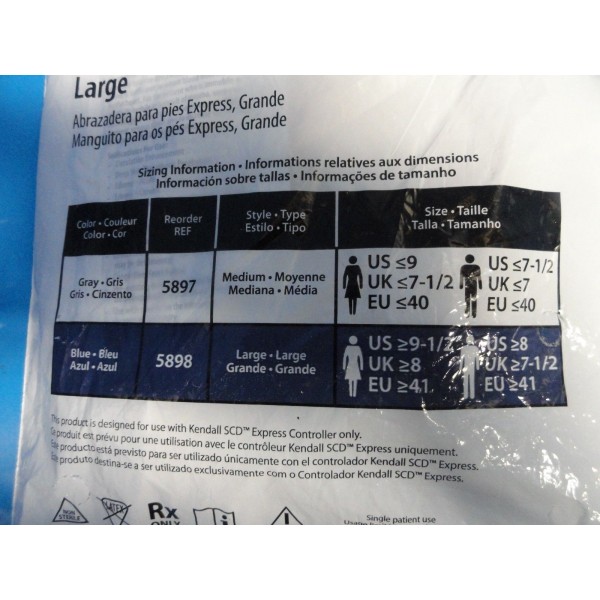 Large
Abrazadera para pies Express, Grande
Manguito para os pés Express, Grande
Sizing Information • Informations relatives aux dimensions
Información sobre tallas • Informações de tamanho
Color • Couleur
Color • Cor
Reorder
REF
Style • Type
Estilo • Tipo
Size • Taille
Talla • Tamanho
Gray • Gris
Gris • Cinzento
5897
Medium • Moyenne
Mediana • Média
US ≤9
UK ≤7-1/2
EU ≤40
US ≤7-1/2
UK ≤7
EU ≤40
Blue • Bleu
Azul • Azul
5898
Large • Large
Grande • Grande
US ≥9-1/2
UK ≥8
EU ≥41
US ≥8
UK ≥7-1/2
EU ≥41
This product is designed for use with Kendall SCD™ Express Controller only.
Ce produit est prévu pour une utilisation avec le contrôleur Kendall SCD™ Express uniquement.
Este producto está previsto para ser utilizado únicamente con el controlador Kendall SCD™ Express.
Este produto destina-se a ser utilizado exclusivamente com o Controlador Kendall SCD™ Express.
NON
STERILE
LATEX
Rx
ONLY
Single patient use